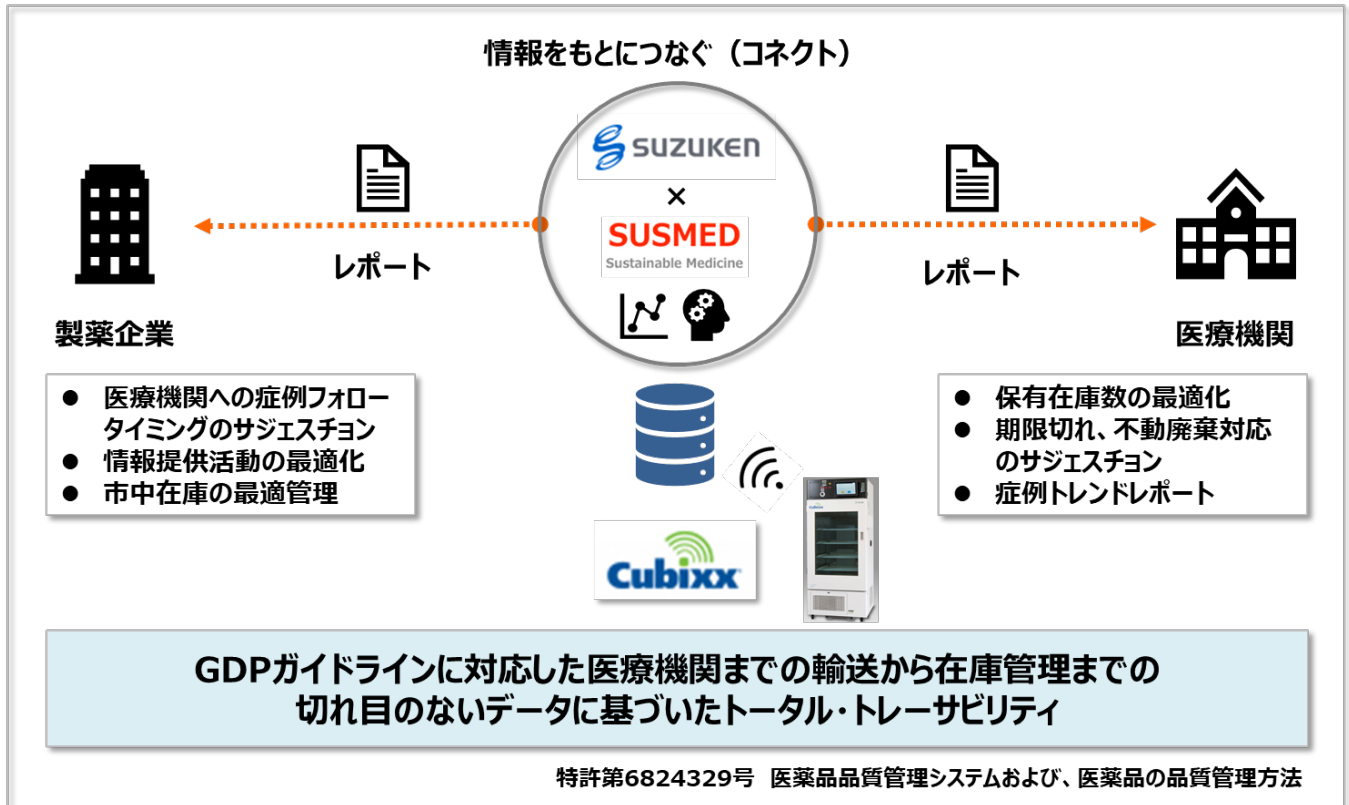 情報をもとにつなぐ（コネクト）
SUZUKEN
×
SUSMED
Sustainable Medicine
レポート
レポート
製薬企業
医療機関
● 医療機関への症例フォロー
タイミングのサジェスチョン
● 情報提供活動の最適化
● 市中在庫の最適管理
● 保有在庫数の最適化
● 期限切れ、不動廃棄対応
のサジェスチョン
● 症例トレンドレポート
Cubixx
Cubixx
GDPガイドラインに対応した医療機関までの輸送から在庫管理までの
切れ目のないデータに基づいたトータル・トレーサビリティ
特許第6824329号 医薬品品質管理システムおよび、医薬品の品質管理方法